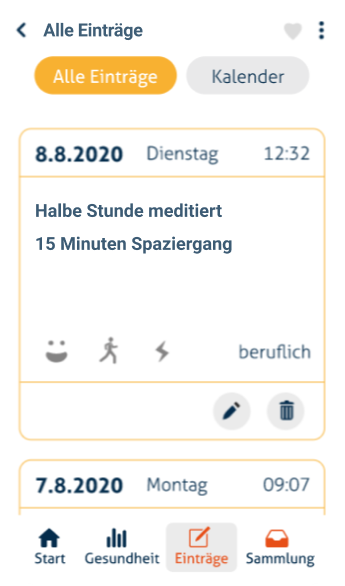 Alle Einträge
Alle Einträge Kalender
8.8.2020 Dienstag 12:32
Halbe Stunde meditiert
15 Minuten Spaziergang
beruflich
7.8.2020 Montag 09:07
Start Gesundheit Einträge Sammlung